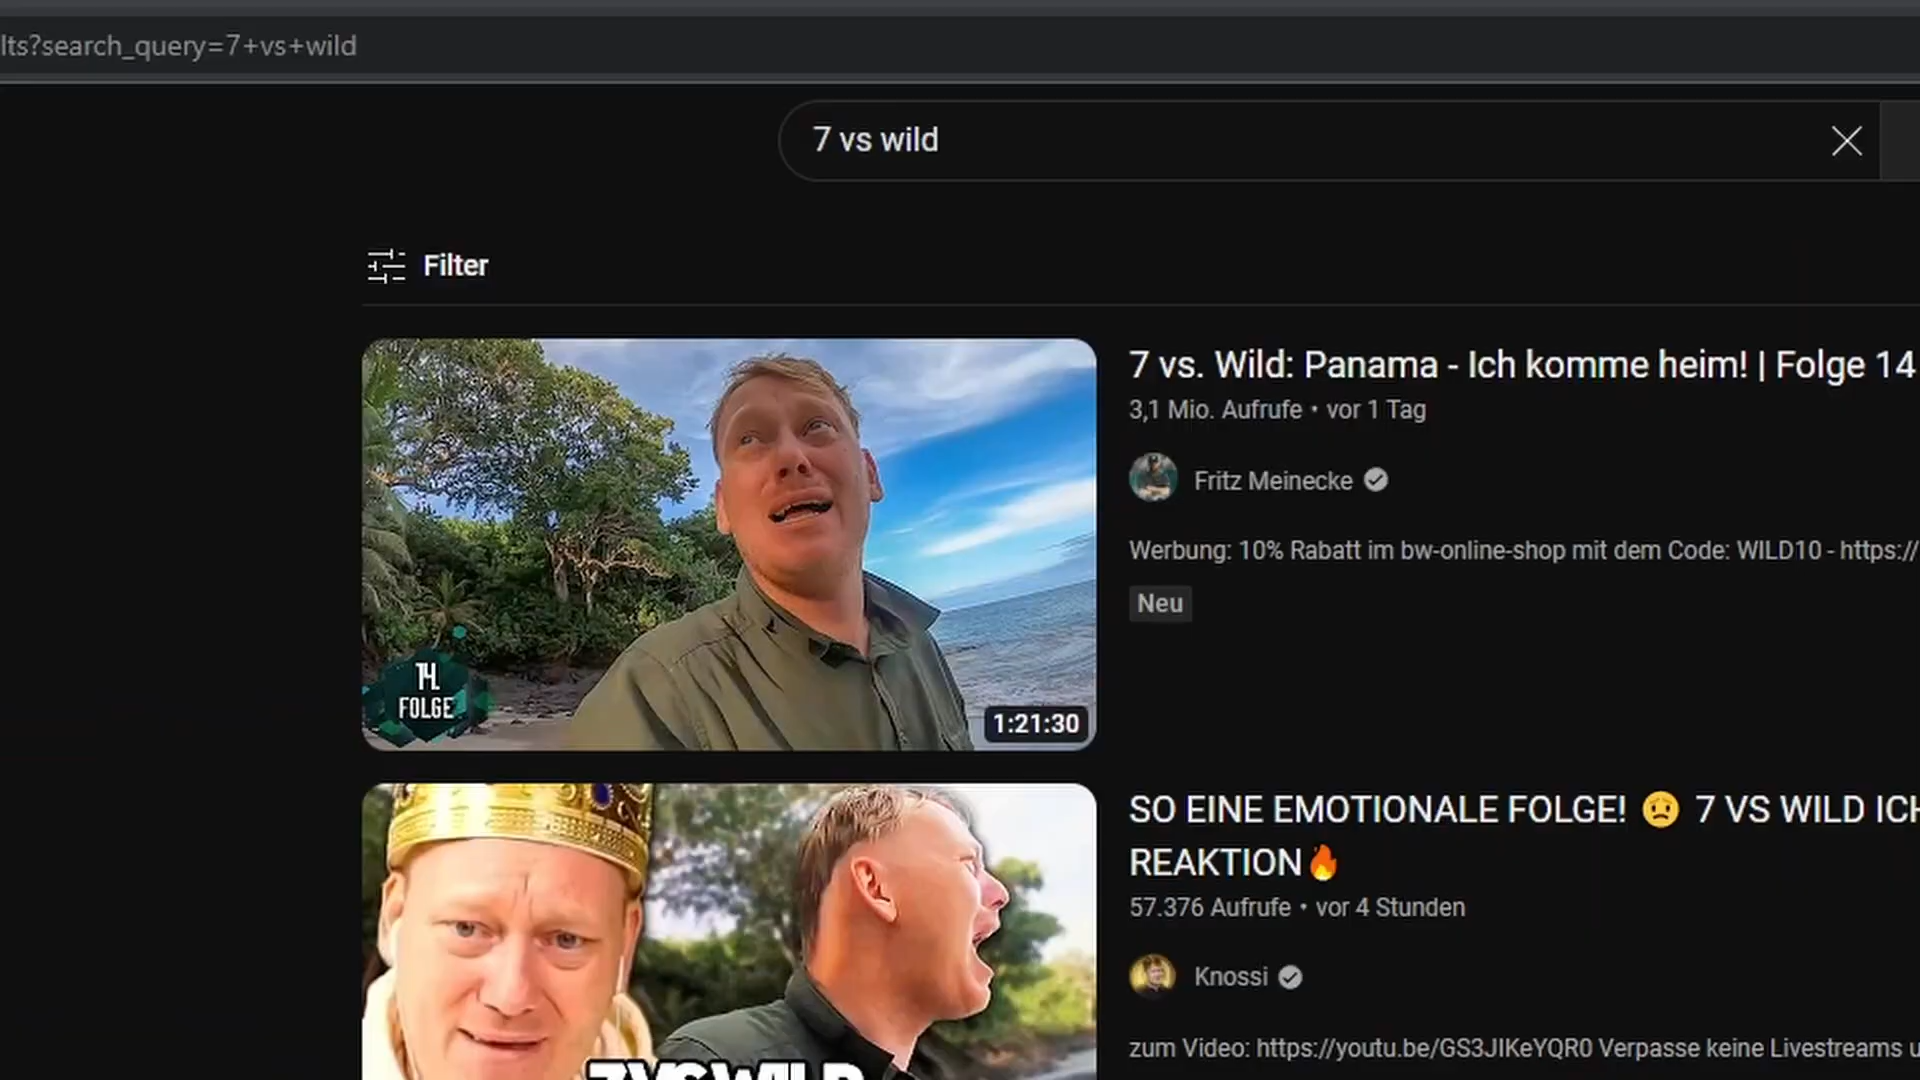 lts?search_query=7+vs+wild
7 vs wild
Filter
7 vs. Wild: Panama - Ich komme heim! | Folge 14
3,1 Mio. Aufrufe • vor 1 Tag
Fritz Meinecke
Werbung: 10% Rabatt im bw-online-shop mit dem Code: WILD10 - https://
Neu
14.
FOLGE
1:21:30
SO EINE EMOTIONALE FOLGE! 😟 7 VS WILD ICH
REAKTION🔥
57.376 Aufrufe • vor 4 Stunden
Knossi
zum Video: https://youtu.be/GS3JIKeYQR0 Verpasse keine Livestreams u
7 VS WILD